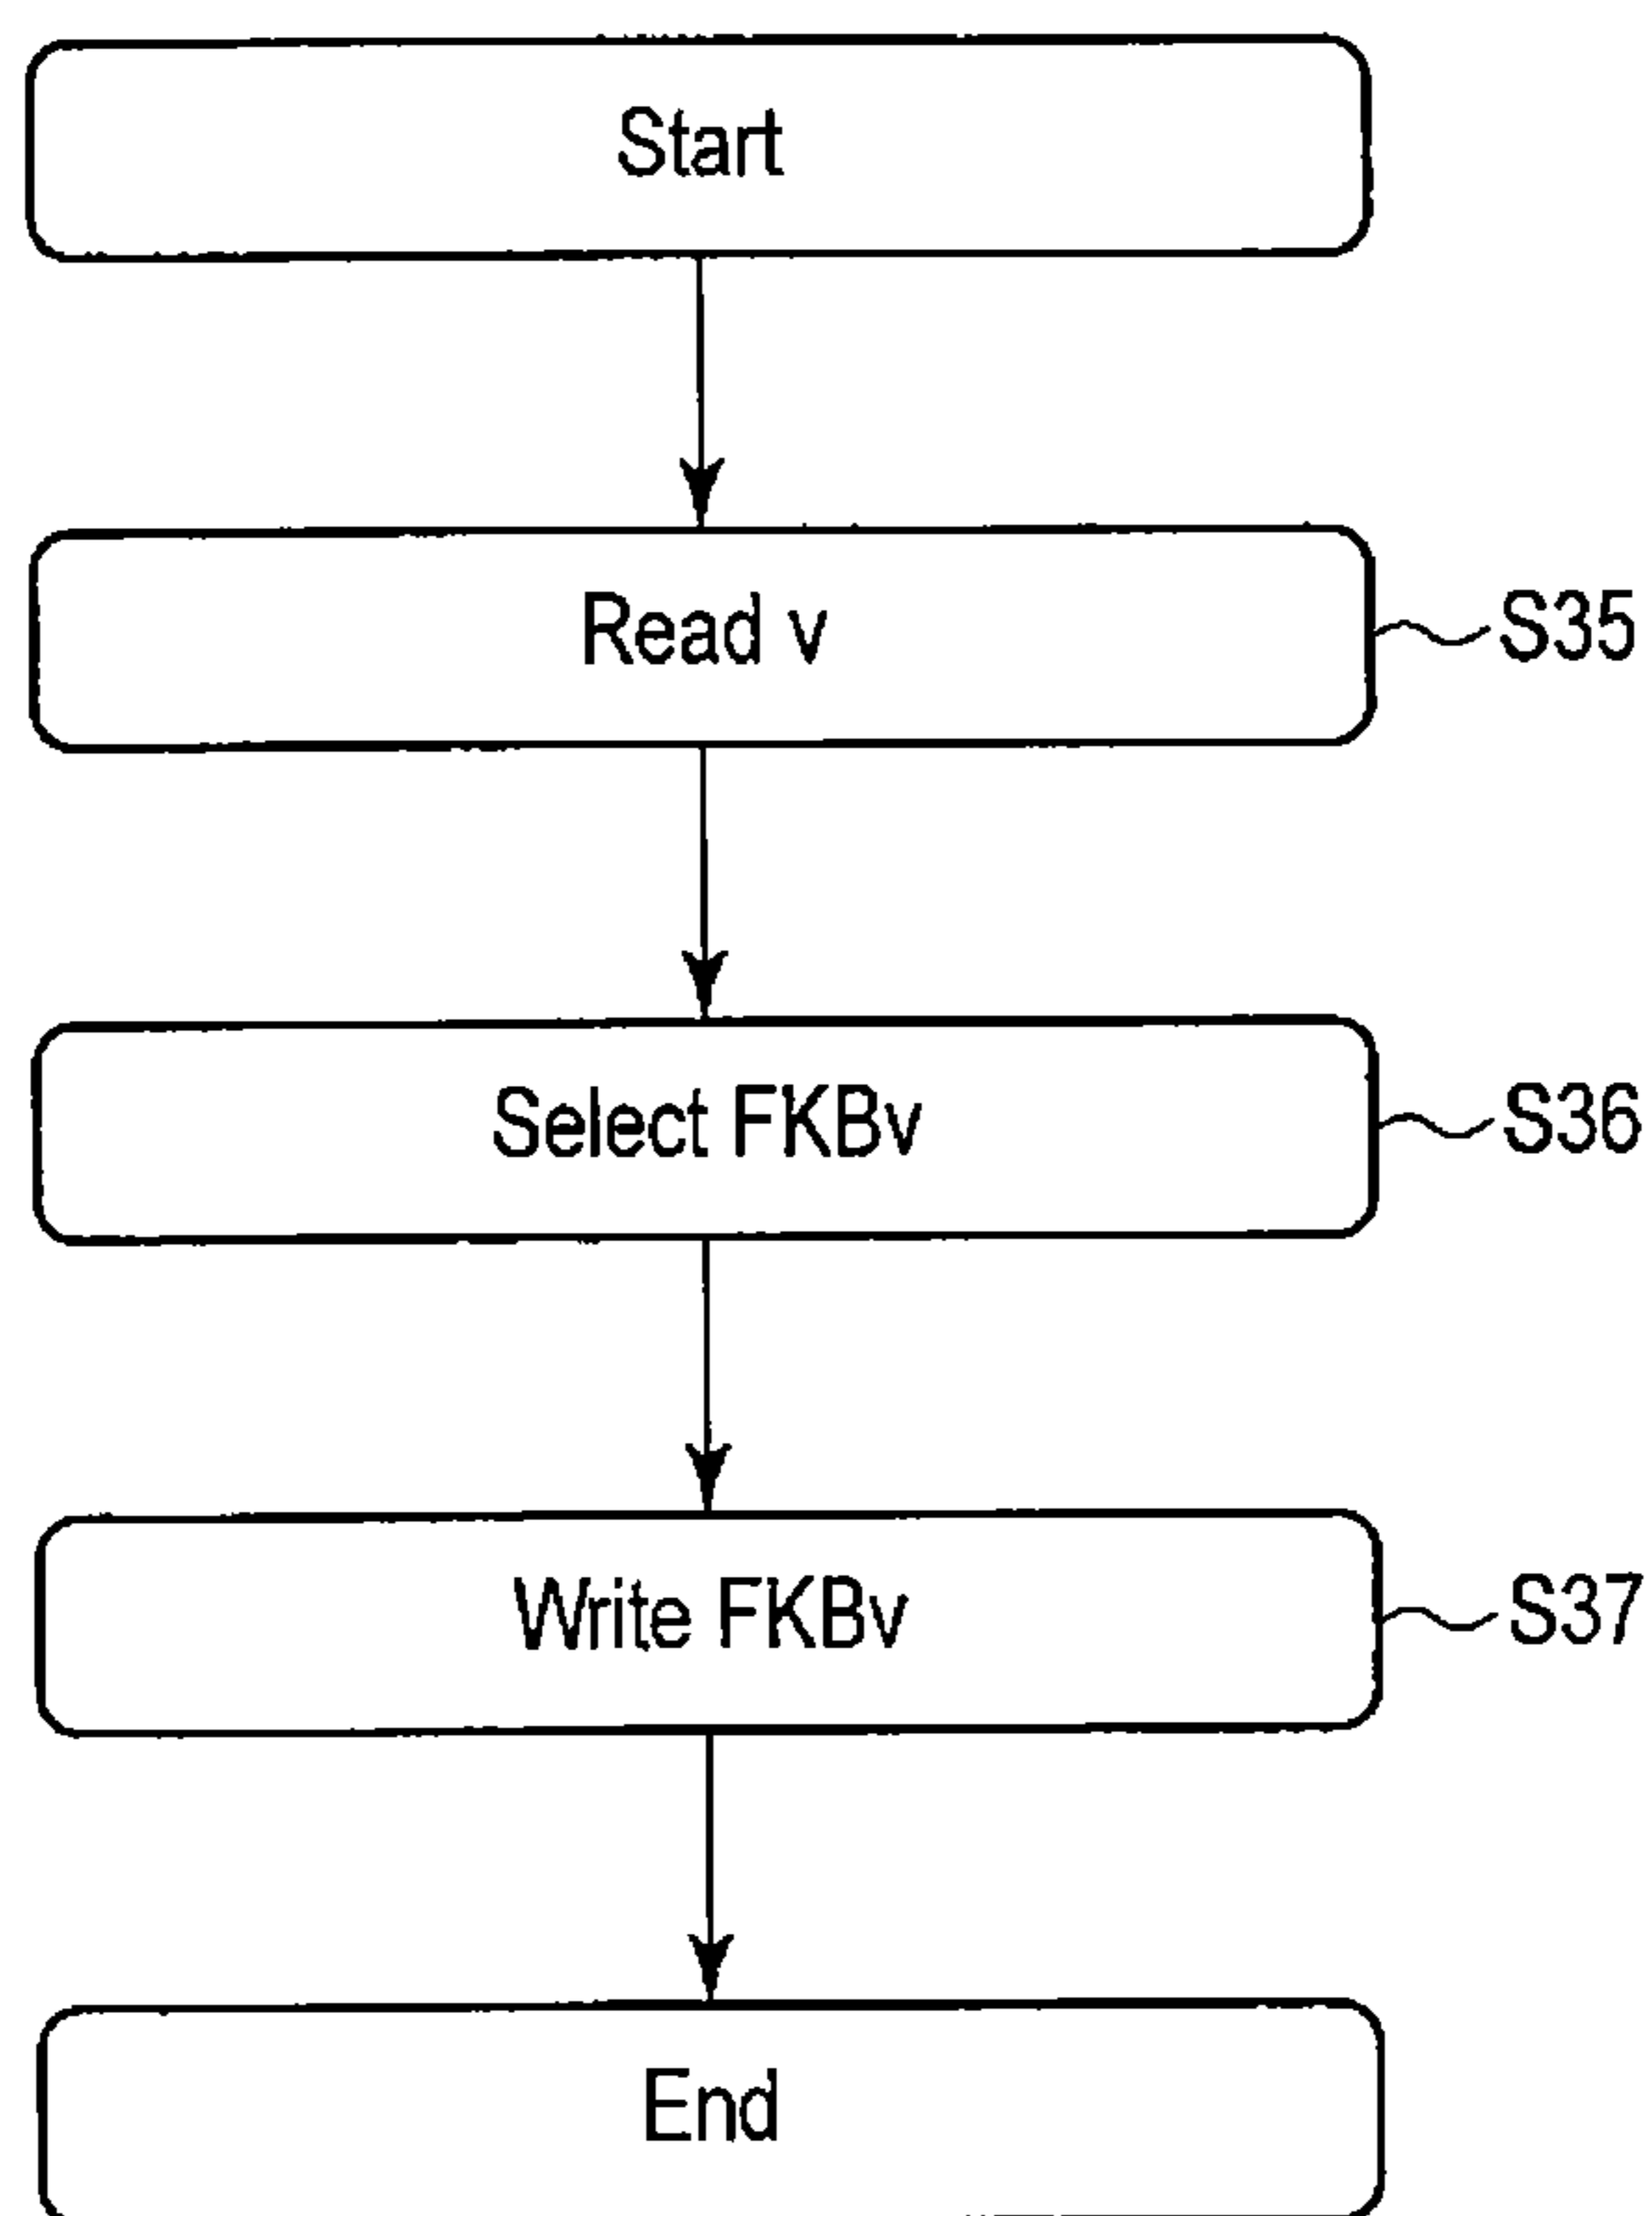 Start
Read v
S35
Select FKBv
S36
Write FKBv
S37
End